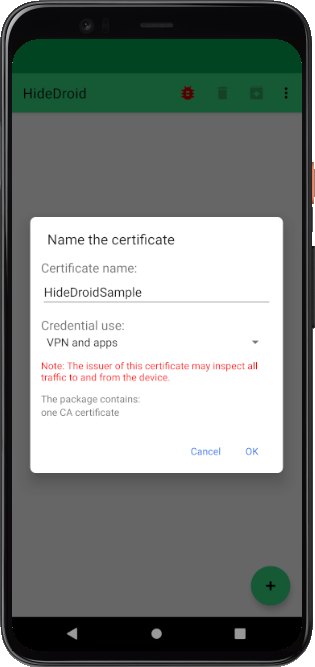 HideDroid
Name the certificate
Certificate name:
HideDroidSample
Credential use:
VPN and apps
Note: The issuer of this certificate may inspect all
traffic to and from the device.
The package contains:
one CA certificate
Cancel OK